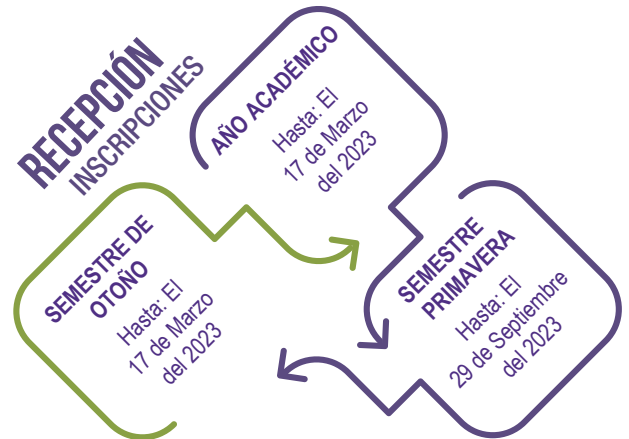 RECEPCIÓN
INSCRIPCIONES
AÑO ACADÉMICO
Hasta: El
17 de Marzo
del 2023
SEMESTRE DE
OTOÑO
Hasta: El
17 de Marzo
del 2023
SEMESTRE
PRIMAVERA
Hasta: El
29 de Septiembre
del 2023